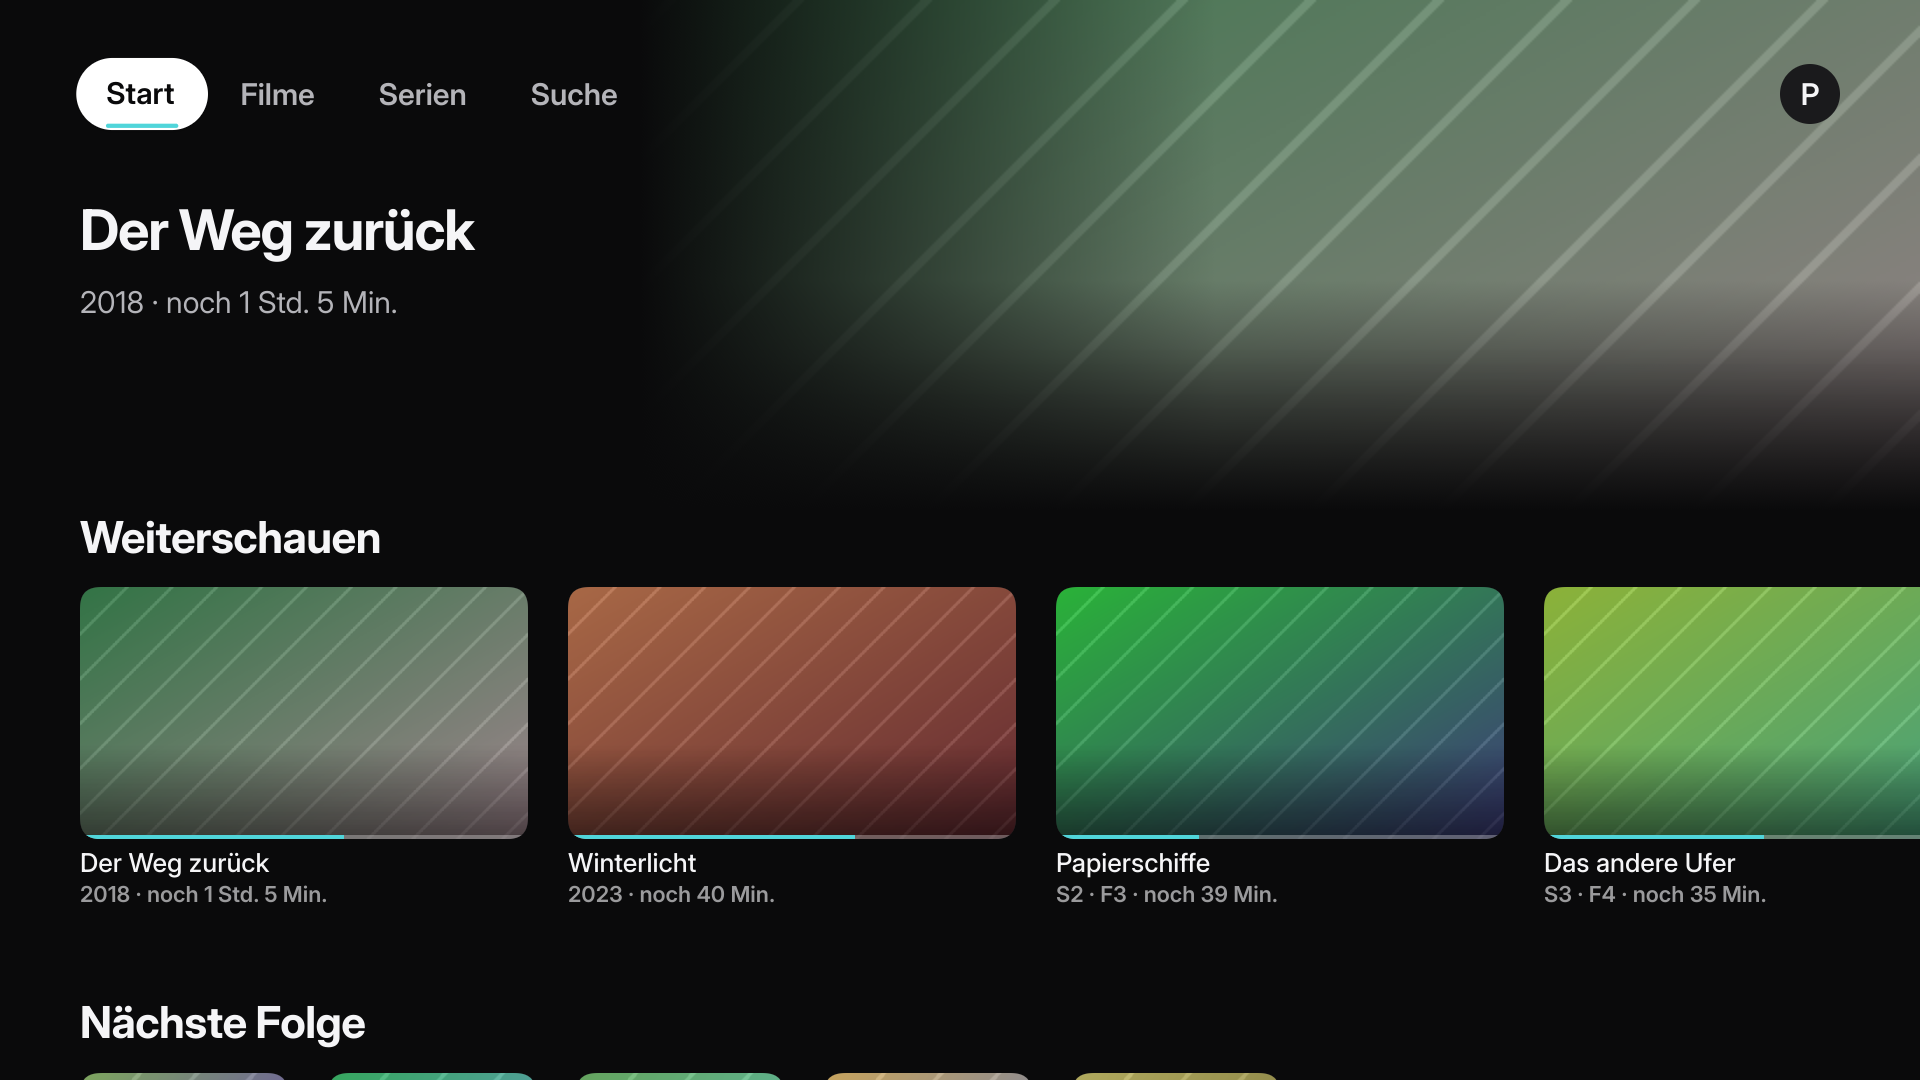 Start Filme Serien Suche P
Der Weg zurück
2018 · noch 1 Std. 5 Min.
Weiterschauen
Der Weg zurück
2018 · noch 1 Std. 5 Min.
Winterlicht
2023 · noch 40 Min.
Papierschiffe
S2 · F3 · noch 39 Min.
Das andere Ufer
S3 · F4 · noch 35 Min.
Nächste Folge